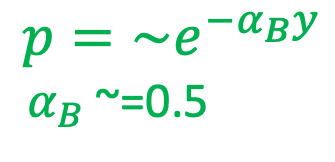 p = ~e^{-α_B y}
α_B ~=0.5